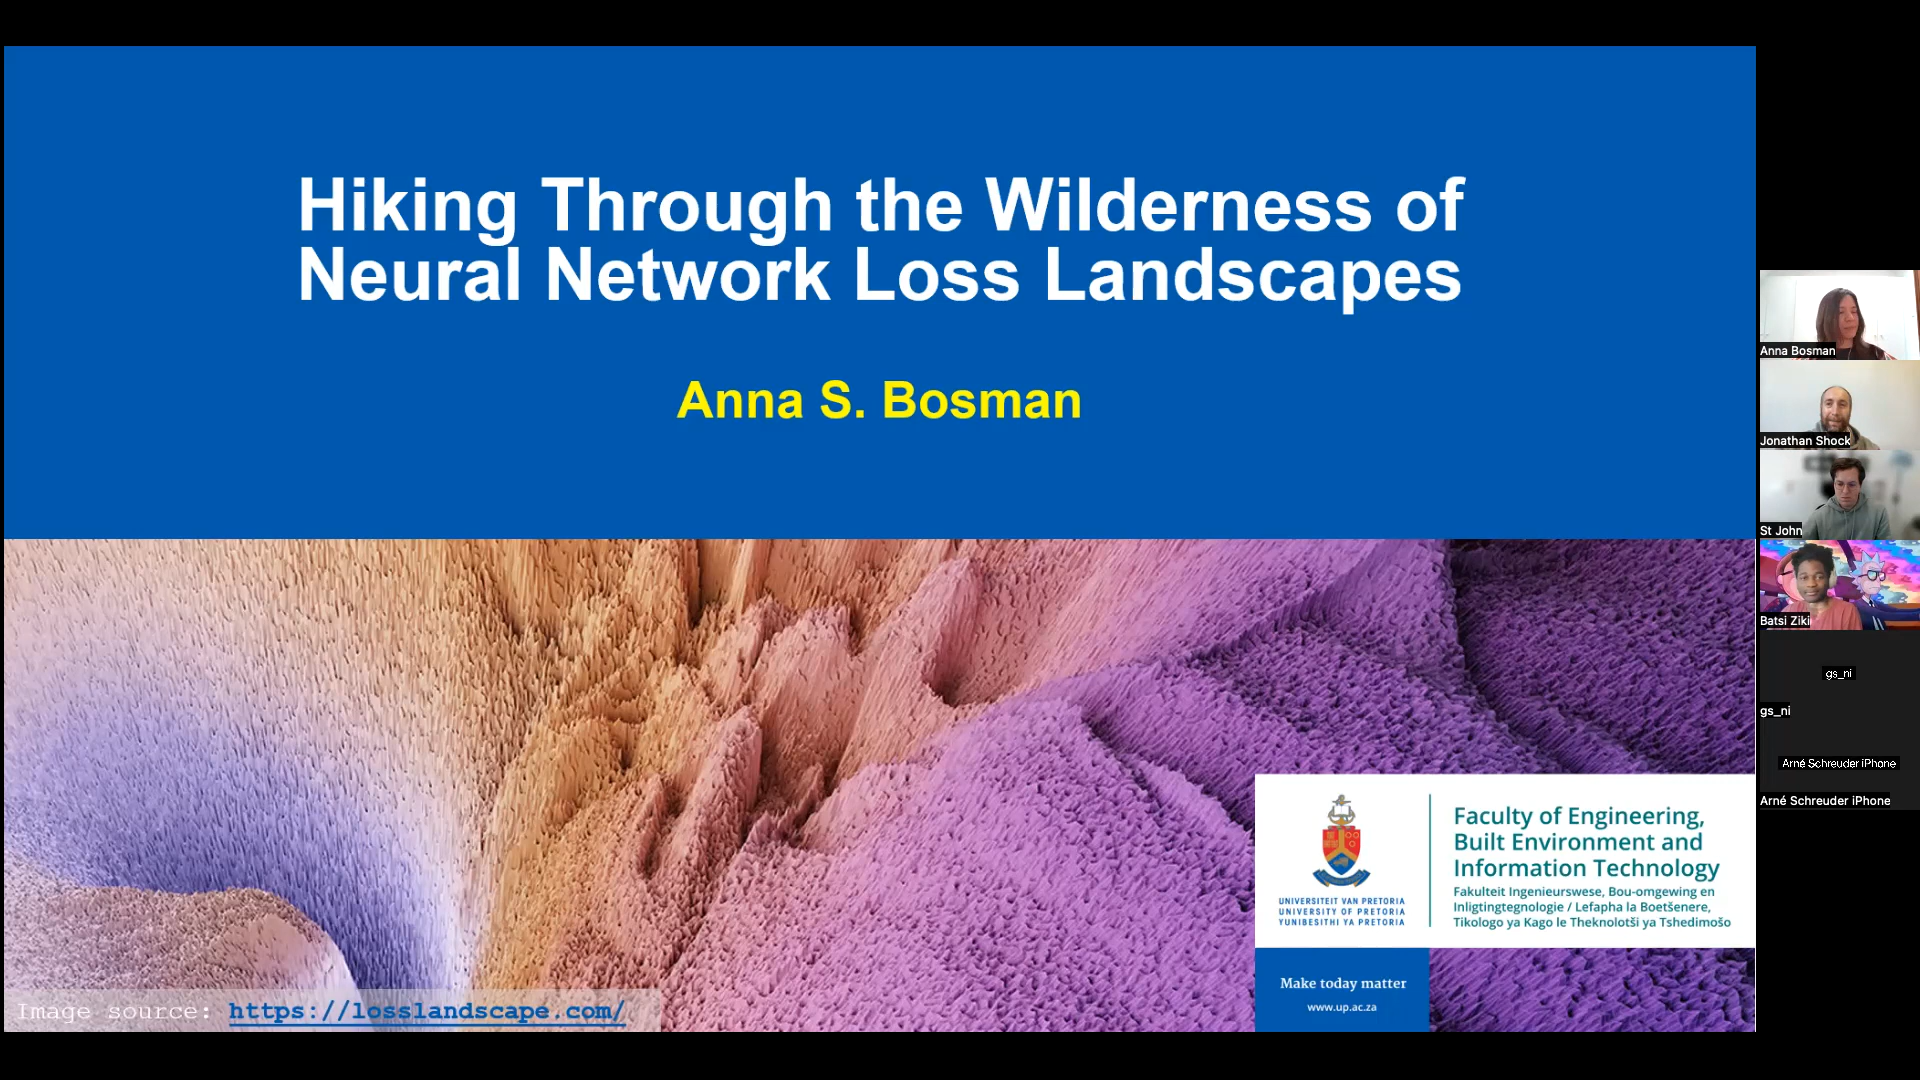 Hiking Through the Wilderness of
Neural Network Loss Landscapes
Anna S. Bosman
Anna Bosman
Jonathan Shock
St John
Batsi Ziki
gs_ni
gs_ni
Arné Schreuder iPhone
Arné Schreuder iPhone
UNIVERSITEIT VAN PRETORIA
UNIVERSITY OF PRETORIA
YUNIBESITHI YA PRETORIA
Faculty of Engineering,
Built Environment and
Information Technology
Fakulteit Ingenieurswese, Bou-omgewing en
Inligtingtegnologie / Lefapha la Boetšenere,
Tikologo ya Kago le Theknolotši ya Tshedimošo
Make today matter
www.up.ac.za
Image source: https://losslandscape.com/